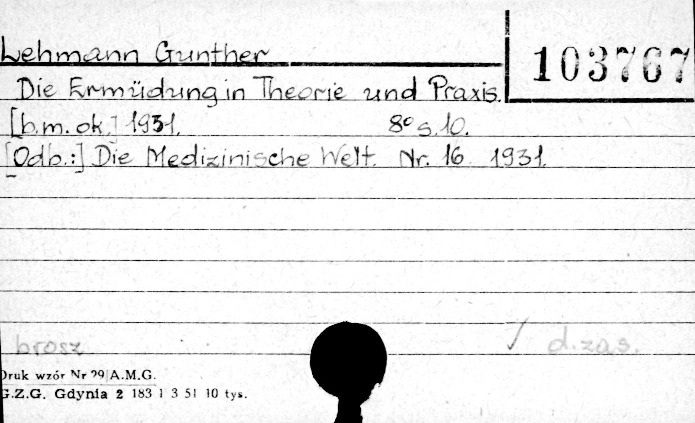 Lehmann Gunther
103767
Die Ermüdung in Theorie und Praxis.
[b.m. ok.] 1931. 8° s. 10.
[Odb.:] Die Medizinische Welt. Nr. 16 1931.
brosz. / d. zas.
Druk wzór Nr 29 A.M.G.
G.Z.G. Gdynia 2 183 1 3 51 10 tys.